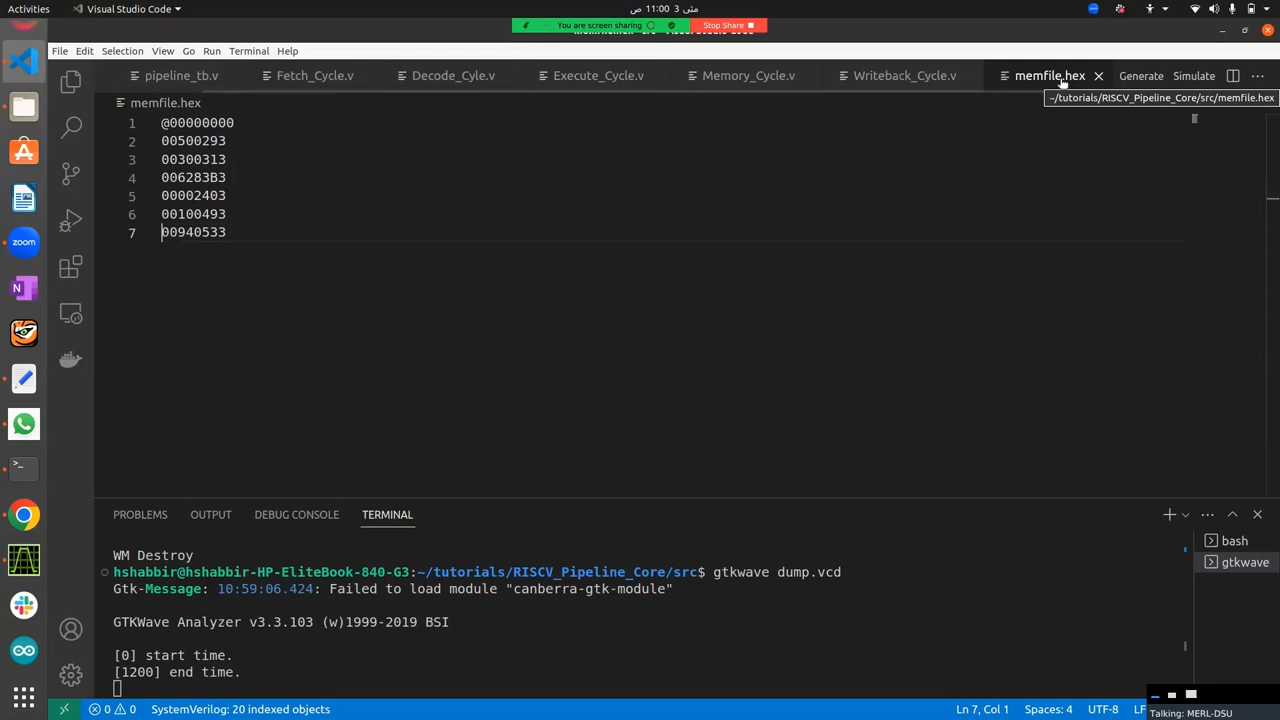 Activities
Visual Studio Code
11:00 3 مئی ص
You are screen sharing
Stop Share
File Edit Selection View Go Run Terminal Help
pipeline_tb.v
Fetch_Cycle.v
Decode_Cyle.v
Execute_Cycle.v
Memory_Cycle.v
Writeback_Cycle.v
memfile.hex
Generate Simulate
~/tutorials/RISCV_Pipeline_Core/src/memfile.hex
memfile.hex
1 @00000000
2 00500293
3 00300313
4 006283B3
5 00002403
6 00100493
7 00940533
zoom
PROBLEMS OUTPUT DEBUG CONSOLE TERMINAL
bash
gtkwave
WM Destroy
hshabbir@hshabbir-HP-EliteBook-840-G3:~/tutorials/RISCV_Pipeline_Core/src$ gtkwave dump.vcd
Gtk-Message: 10:59:06.424: Failed to load module "canberra-gtk-module"
GTKWave Analyzer v3.3.103 (w)1999-2019 BSI
[0] start time.
[1200] end time.
0 0 SystemVerilog: 20 indexed objects
Ln 7, Col 1 Spaces: 4 UTF-8 LF
Talking: MERL-DSU